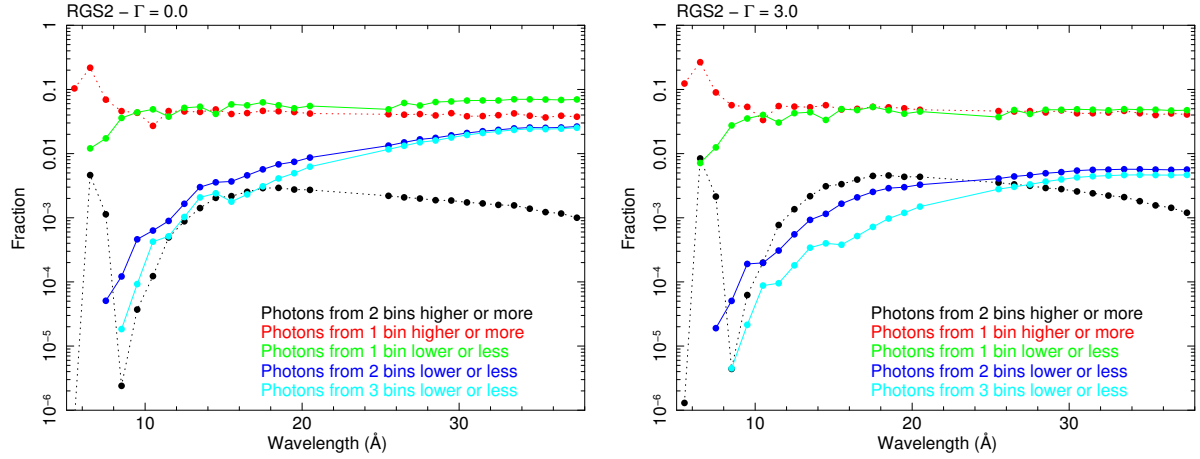 RGS2 − Γ = 0.0
Fraction
1
0.1
0.01
10⁻³
10⁻⁴
10⁻⁵
10⁻⁶
Photons from 2 bins higher or more
Photons from 1 bin higher or more
Photons from 1 bin lower or less
Photons from 2 bins lower or less
Photons from 3 bins lower or less
10 20 30
Wavelength (Å)
RGS2 − Γ = 3.0
Fraction
1
0.1
0.01
10⁻³
10⁻⁴
10⁻⁵
10⁻⁶
Photons from 2 bins higher or more
Photons from 1 bin higher or more
Photons from 1 bin lower or less
Photons from 2 bins lower or less
Photons from 3 bins lower or less
10 20 30
Wavelength (Å)